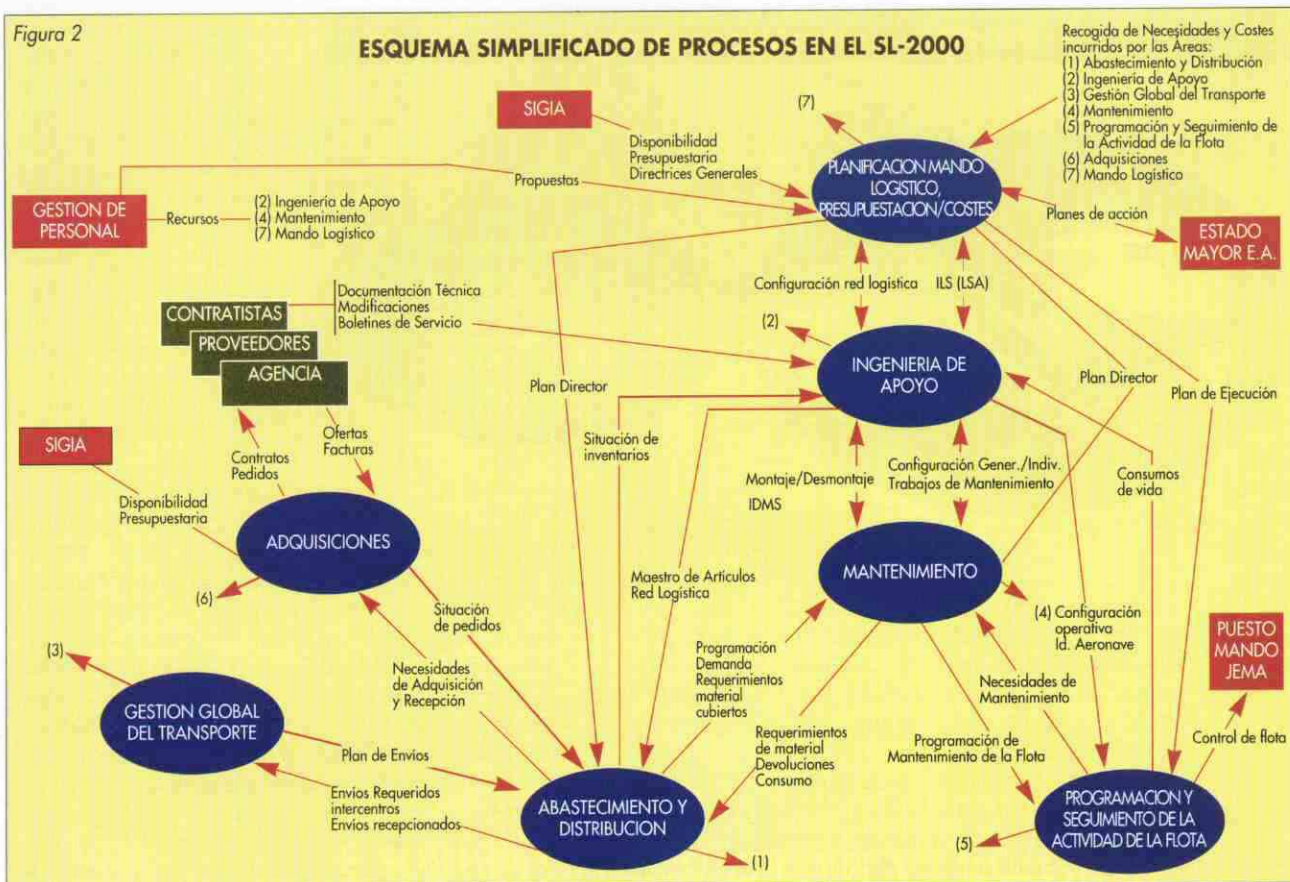 Figura 2
ESQUEMA SIMPLIFICADO DE PROCESOS EN EL SL-2000
Recogida de Necesidades y Costes
incurridos por las Areas:
(1) Abastecimiento y Distribución
(2) Ingeniería de Apoyo
(3) Gestión Global del Transporte
(4) Mantenimiento
(5) Programación y Seguimiento de
la Actividad de la Flota
(6) Adquisiciones
(7) Mando Logístico
SIGIA
(7)
Disponibilidad
Presupuestaria
Directrices Generales
PLANIFICACION MANDO
LOGISTICO,
PRESUPUESTACION/COSTES
Propuestas
GESTION DE
PERSONAL
Recursos
(2) Ingeniería de Apoyo
(4) Mantenimiento
(7) Mando Logístico
Planes de acción
ESTADO
MAYOR E.A.
Configuración red logística
ILS (LSA)
Documentación Técnica
Modificaciones
Boletines de Servicio
CONTRATISTAS
PROVEEDORES
AGENCIA
(2)
INGENIERIA DE
APOYO
Plan Director
Plan Director
Plan de Ejecución
SIGIA
Ofertas
Facturas
Contratos
Pedidos
Situación de
inventarios
Montaje/Desmontaje
IDMS
Configuración Gener./Indiv.
Trabajos de Mantenimiento
Consumos
de vida
Disponibilidad
Presupuestaria
ADQUISICIONES
MANTENIMIENTO
(6)
Maestro de Artículos
Red Logística
Situación
de pedidos
(4) Configuración
operativa
Id. Aeronave
PUESTO
MANDO
JEMA
(3)
Necesidades
de Adquisición
y Recepción
Programación
Demanda
Requerimientos
material
cubiertos
Necesidades de
Mantenimiento
GESTION GLOBAL
DEL TRANSPORTE
Plan de Envíos
Requerimientos
de material
Devoluciones
Consumo
Programación de
Mantenimiento de la Flota
Control de flota
Envíos Requeridos
intercentros
Envíos recepcionados
ABASTECIMIENTO Y
DISTRIBUCION
PROGRAMACION Y
SEGUIMIENTO DE LA
ACTIVIDAD DE LA FLOTA
(1)
(5)